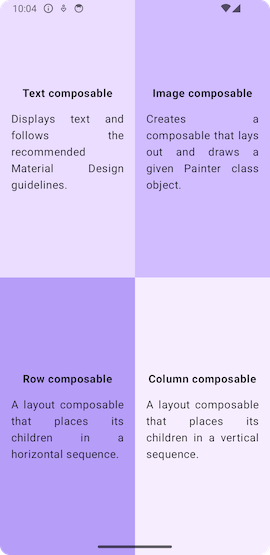 10:04
Text composable
Displays text and
follows the
recommended
Material Design
guidelines.
Image composable
Creates a
composable that lays
out and draws a
given Painter class
object.
Row composable
A layout composable
that places its
children in a
horizontal sequence.
Column composable
A layout composable
that places its
children in a vertical
sequence.